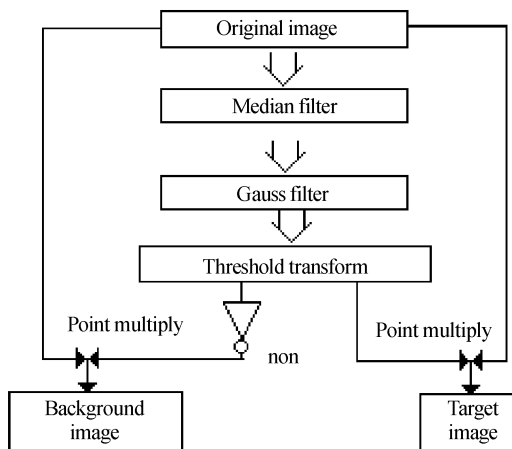 Original image
Median filter
Gauss filter
Threshold transform
Point multiply
Point multiply
non
Background
image
Target
image